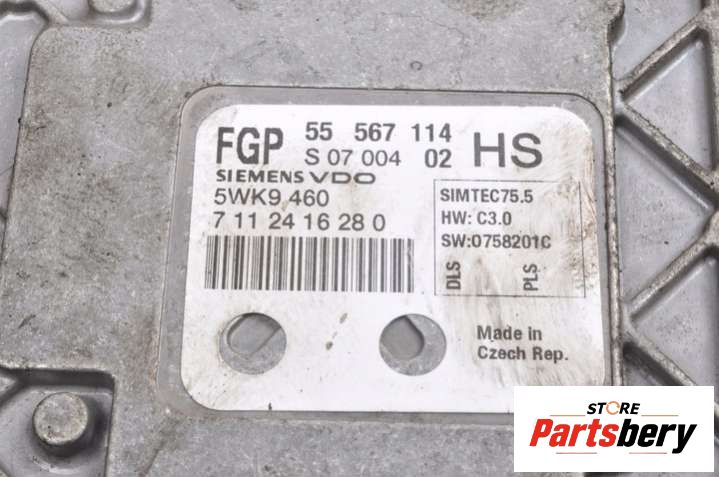 FGP 55 567 114 HS
S 07 004 02
SIEMENS VDO
5WK9 460
7 11 24 16 28 0
SIMTEC75.5
HW: C3.0
SW:0758201C
DLS PLS
Made in
Czech Rep.
STORE
Partsbery